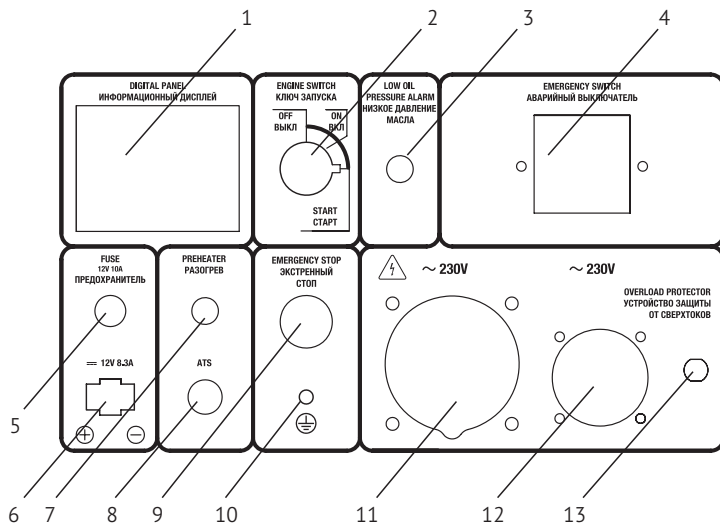 1
2
3
4
DIGITAL PANEL
ИНФОРМАЦИОННЫЙ ДИСПЛЕЙ
ENGINE SWITCH
КЛЮЧ ЗАПУСКА
OFF
ВЫКЛ
ON
ВКЛ
START
СТАРТ
LOW OIL
PRESSURE ALARM
НИЗКОЕ ДАВЛЕНИЕ
МАСЛА
EMERGENCY SWITCH
АВАРИЙНЫЙ ВЫКЛЮЧАТЕЛЬ
FUSE
12V 10A
ПРЕДОХРАНИТЕЛЬ
12V 8.3A
PREHEATER
РАЗОГРЕВ
ATS
EMERGENCY STOP
ЭКСТРЕННЫЙ
СТОП
~ 230V
~ 230V
OVERLOAD PROTECTOR
УСТРОЙСТВО ЗАЩИТЫ
ОТ СВЕРХТОКОВ
5
6
7
8
9
10
11
12
13